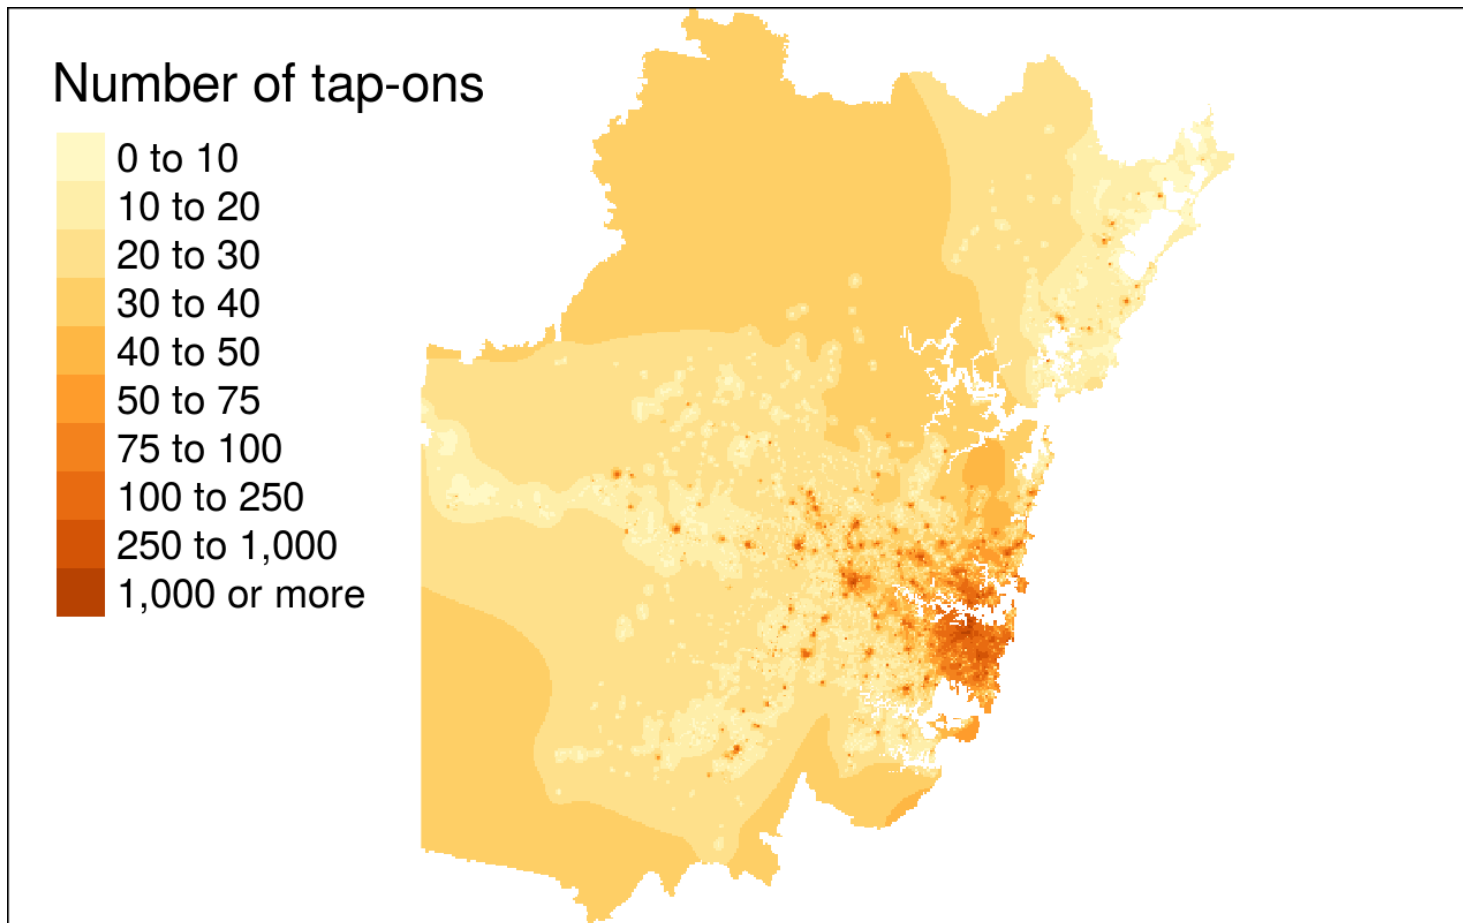 Number of tap-ons
0 to 10
10 to 20
20 to 30
30 to 40
40 to 50
50 to 75
75 to 100
100 to 250
250 to 1,000
1,000 or more